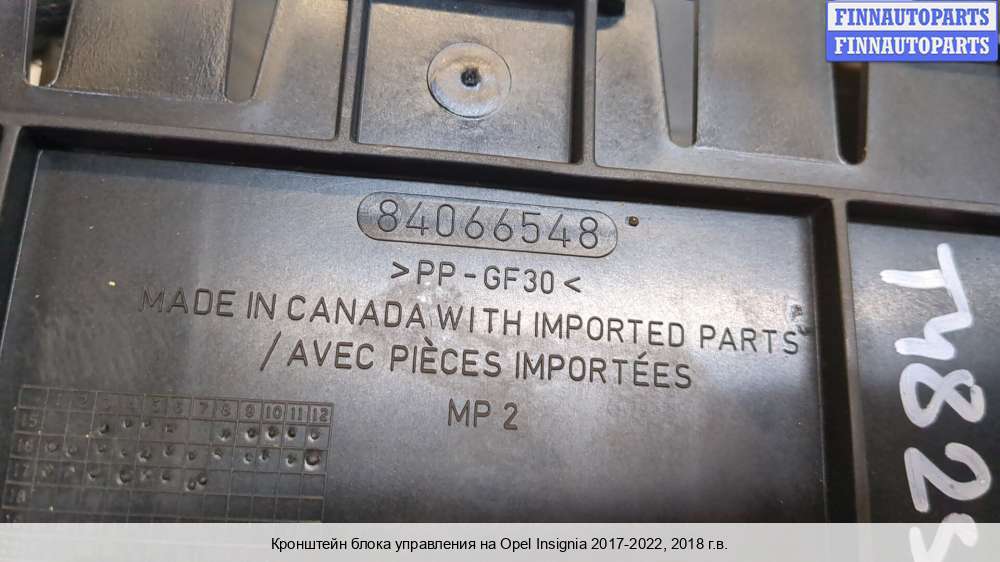 FINNAUTOPARTS
FINNAUTOPARTS
84066548
>PP-GF30<
MADE IN CANADA WITH IMPORTED PARTS
/AVEC PIÈCES IMPORTÉES
MP 2
1 2 3 4 5 6 7 8 9 10 11 12
15
16
17
18
Кронштейн блока управления на Opel Insignia 2017-2022, 2018 г.в.